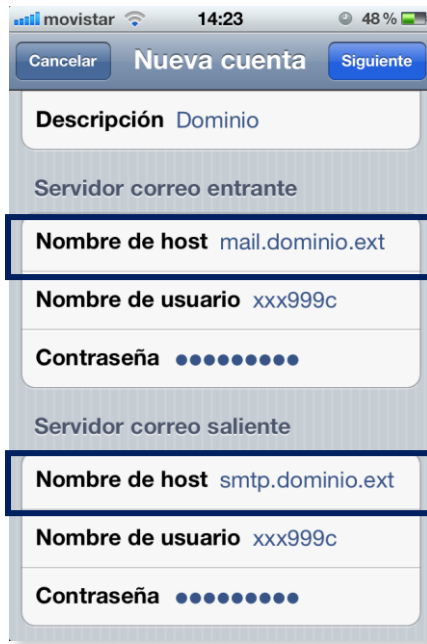 movistar 14:23 48 %
Cancelar Nueva cuenta Siguiente
Descripción Dominio
Servidor correo entrante
Nombre de host mail.dominio.ext
Nombre de usuario xxx999c
Contraseña ●●●●●●●●●
Servidor correo saliente
Nombre de host smtp.dominio.ext
Nombre de usuario xxx999c
Contraseña ●●●●●●●●●